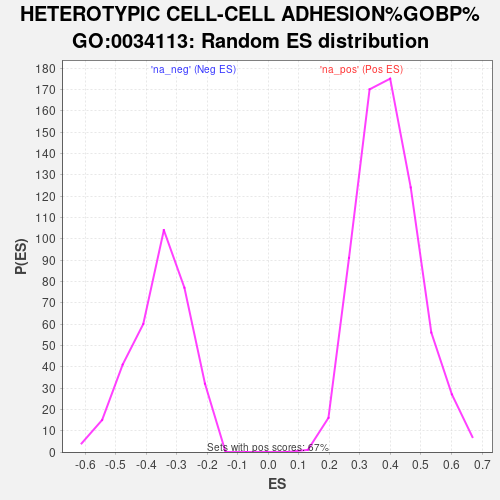 HETEROTYPIC CELL-CELL ADHESION%GOBP%
GO:0034113: Random ES distribution
'na_neg' (Neg ES) 'na_pos' (Pos ES)
180
170
160
150
140
130
120
110
100
90
80
70
60
50
40
30
20
10
0
P(ES)
Sets with pos scores: 67%
-0.6 -0.5 -0.4 -0.3 -0.2 -0.1 0.0 0.1 0.2 0.3 0.4 0.5 0.6 0.7
ES